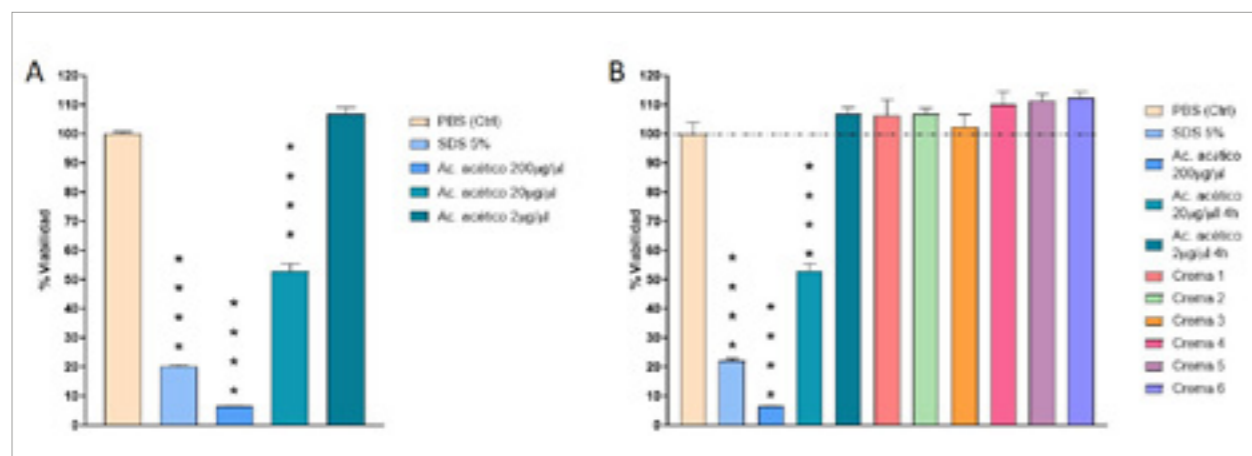 A
% Viabilidad
120
110
100
90
80
70
60
50
40
30
20
10
0
PBS (Ctrl)
SDS 5%
Ac. acético 200µg/µl
Ac. acético 20µg/µl
Ac. acético 2µg/µl
B
% Viabilidad
120
110
100
90
80
70
60
50
40
30
20
10
0
PBS (Ctrl)
SDS 5%
Ac. acético
200µg/µl
Ac. acético
20µg/µl 4h
Ac. acético
2µg/µl 4h
Crema 1
Crema 2
Crema 3
Crema 4
Crema 5
Crema 6